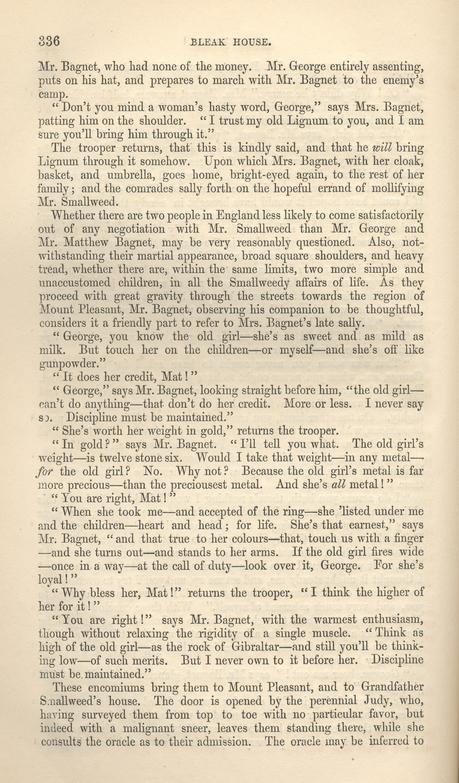 336 BLEAK HOUSE.
Mr. Bagnet, who had none of the money. Mr. George entirely assenting,
puts on his hat, and prepares to march with Mr. Bagnet to the enemy's
camp.
"Don't you mind a woman's hasty word, George," says Mrs. Bagnet,
patting him on the shoulder. "I trust my old Lignum to you, and I am
sure you'll bring him through it."
The trooper returns, that this is kindly said, and that he will bring
Lignum through it somehow. Upon which Mrs. Bagnet, with her cloak,
basket, and umbrella, goes home, bright-eyed again, to the rest of her
family; and the comrades sally forth on the hopeful errand of mollifying
Mr. Smallweed.
Whether there are two people in England less likely to come satisfactorily
out of any negotiation with Mr. Smallweed than Mr. George and
Mr. Matthew Bagnet, may be very reasonably questioned. Also, not-
withstanding their martial appearance, broad square shoulders, and heavy
tread, whether there are, within the same limits, two more simple and
unaccustomed children, in all the Smallweedy affairs of life. As they
proceed with great gravity through the streets towards the region of
Mount Pleasant, Mr. Bagnet, observing his companion to be thoughtful,
considers it a friendly part to refer to Mrs. Bagnet's late sally.
"George, you know the old girl—she's as sweet and as mild as
milk. But touch her on the children—or myself—and she's off like
gunpowder."
"It does her credit, Mat!"
"George," says Mr. Bagnet, looking straight before him, "the old girl—
can't do anything—that don't do her credit. More or less. I never say
so. Discipline must be maintained."
"She's worth her weight in gold," returns the trooper.
"In gold?" says Mr. Bagnet. "I'll tell you what. The old girl's
weight—is twelve stone six. Would I take that weight—in any metal—
for the old girl? No. Why not? Because the old girl's metal is far
more precious—than the preciousest metal. And she's all metal!"
"You are right, Mat!"
"When she took me—and accepted of the ring—she 'listed under me
and the children—heart and head; for life. She's that earnest," says
Mr. Bagnet, "and that true to her colours—that, touch us with a finger
—and she turns out—and stands to her arms. If the old girl fires wide
—once in a way—at the call of duty—look over it, George. For she's
loyal!"
"Why bless her, Mat!" returns the trooper, "I think the higher of
her for it!"
"You are right!" says Mr. Bagnet, with the warmest enthusiasm,
though without relaxing the rigidity of a single muscle. "Think as
high of the old girl—as the rock of Gibraltar—and still you'll be think-
ing low—of such merits. But I never own to it before her. Discipline
must be maintained."
These encomiums bring them to Mount Pleasant, and to Grandfather
Smallweed's house. The door is opened by the perennial Judy, who,
having surveyed them from top to toe with no particular favor, but
indeed with a malignant sneer, leaves them standing there, while she
consults the oracle as to their admission. The oracle may be inferred to